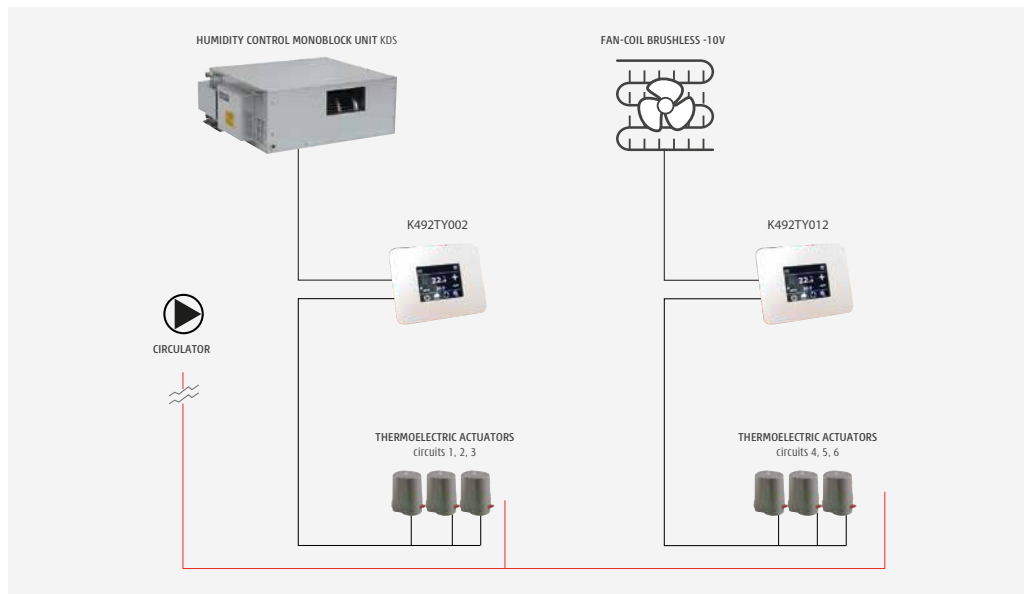 HUMIDITY CONTROL MONOBLOCK UNIT KDS
FAN-COIL BRUSHLESS -10V
K492TY002
K492TY012
CIRCULATOR
THERMOELECTRIC ACTUATORS
circuits 1, 2, 3
THERMOELECTRIC ACTUATORS
circuits 4, 5, 6